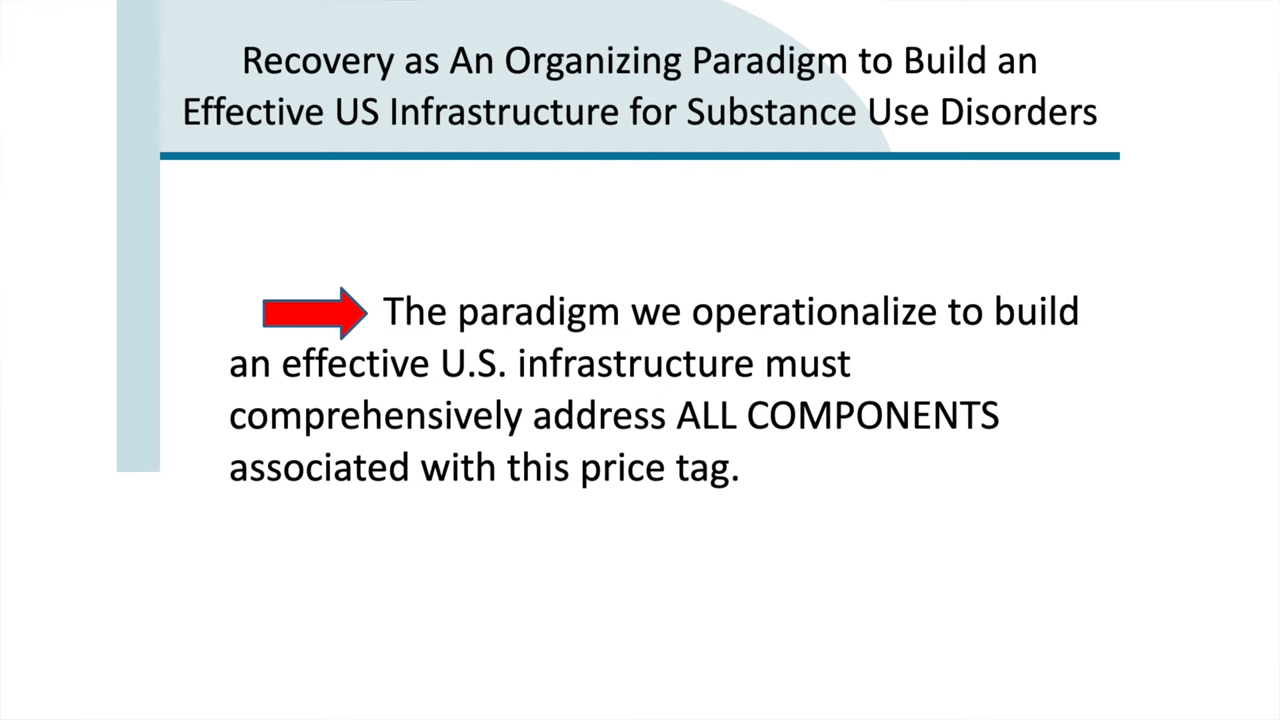 Recovery as An Organizing Paradigm to Build an
Effective US Infrastructure for Substance Use Disorders
The paradigm we operationalize to build
an effective U.S. infrastructure must
comprehensively address ALL COMPONENTS
associated with this price tag.